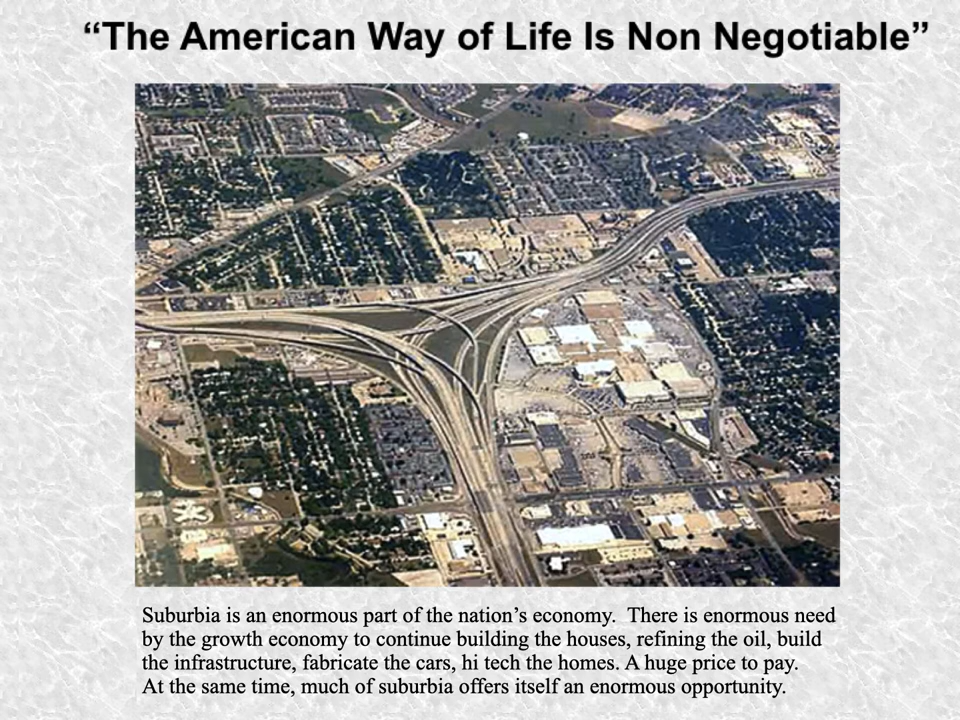 “The American Way of Life Is Non Negotiable”
Suburbia is an enormous part of the nation’s economy.  There is enormous need
by the growth economy to continue building the houses, refining the oil, build
the infrastructure, fabricate the cars, hi tech the homes. A huge price to pay.
At the same time, much of suburbia offers itself an enormous opportunity.